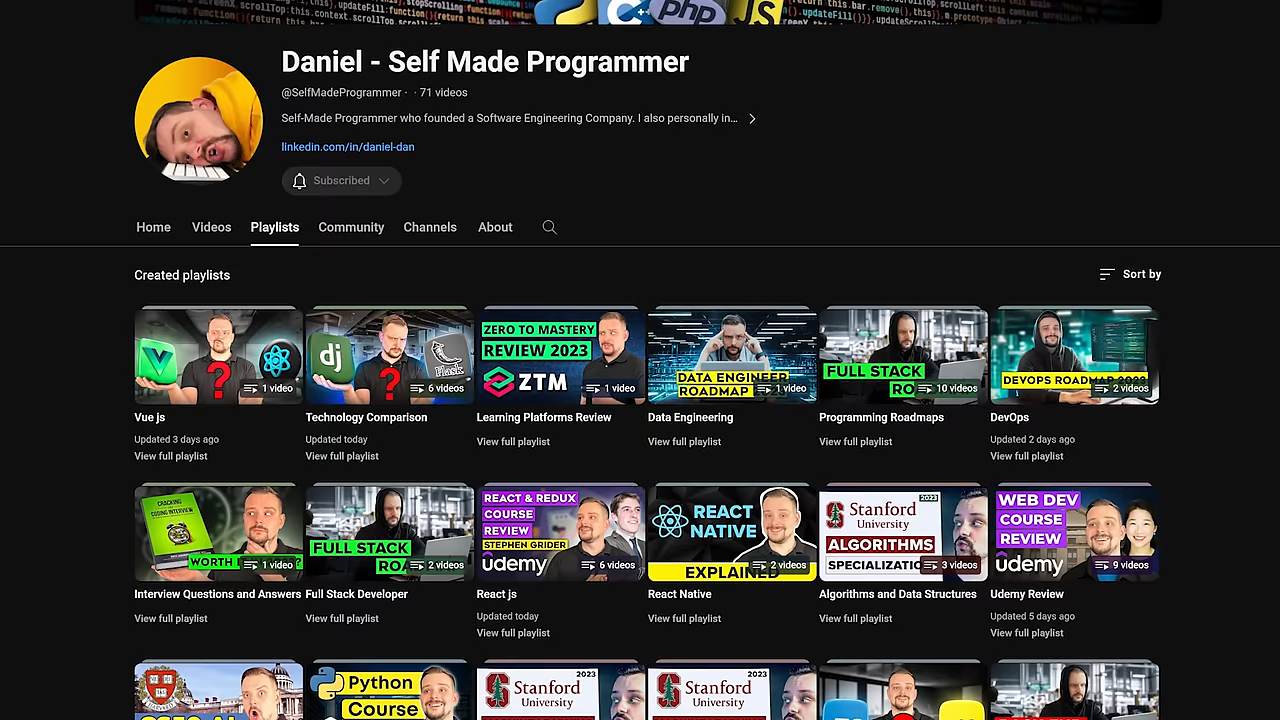 C++
php
JS
Daniel - Self Made Programmer
@SelfMadeProgrammer · · 71 videos
Self-Made Programmer who founded a Software Engineering Company. I also personally in...
linkedin.com/in/daniel-dan
Subscribed
Home Videos Playlists Community Channels About
Created playlists
Sort by
?
1 video
Vue js
Updated 3 days ago
View full playlist
dj
Flask
?
6 videos
Technology Comparison
Updated today
View full playlist
ZERO TO MASTERY
REVIEW 2023
ZTM
1 video
Learning Platforms Review
View full playlist
DATA ENGINEER
ROADMAP
1 video
Data Engineering
View full playlist
FULL STACK
RO
10 videos
Programming Roadmaps
View full playlist
DEVOPS ROADMAP 2023
2 videos
DevOps
Updated 2 days ago
View full playlist
CRACKING
CODING INTERVIEW
WORTH
?
1 video
Interview Questions and Answers
View full playlist
FULL STACK
ROA
2 videos
Full Stack Developer
View full playlist
REACT & REDUX
COURSE
REVIEW
STEPHEN GRIDER
udemy
6 videos
React js
Updated today
View full playlist
REACT
NATIVE
EXPLAINED
2 videos
React Native
View full playlist
2023
Stanford
University
ALGORITHMS
SPECIALIZATIO
3 videos
Algorithms and Data Structures
View full playlist
WEB DEV
COURSE
REVIEW
udemy
9 videos
Udemy Review
Updated 5 days ago
View full playlist
Python
Course
2023
Stanford
University
2023
Stanford
University